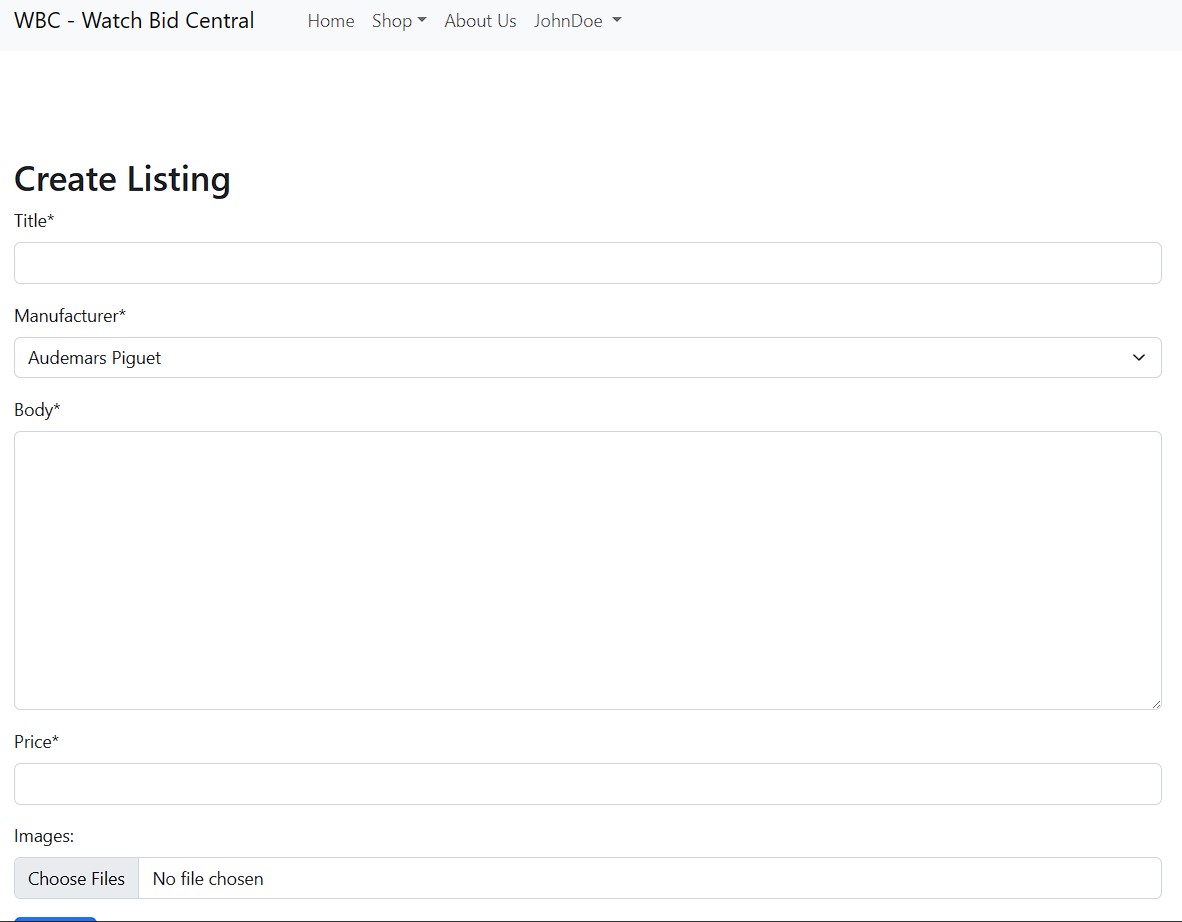 WBC - Watch Bid Central Home Shop About Us JohnDoe
Create Listing
Title*
Manufacturer*
Audemars Piguet
Body*
Price*
Images:
Choose Files No file chosen